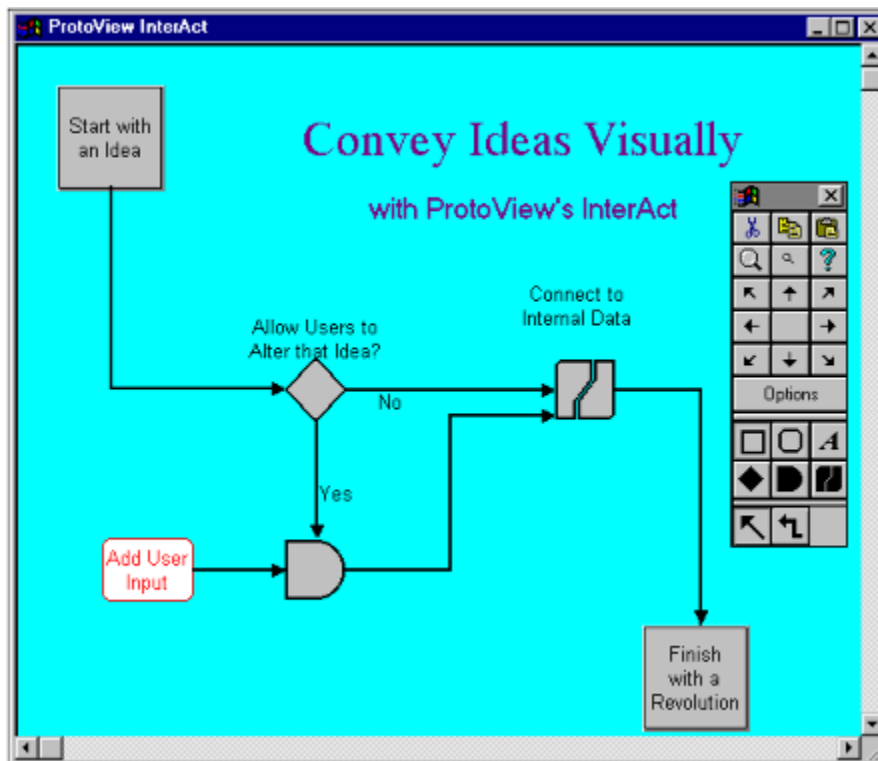 ProtoView InterAct
Start with
an Idea
Convey Ideas Visually
with ProtoView's InterAct
Connect to
Internal Data
Allow Users to
Alter that Idea?
No
Options
A
Yes
Add User
Input
Finish
with a
Revolution